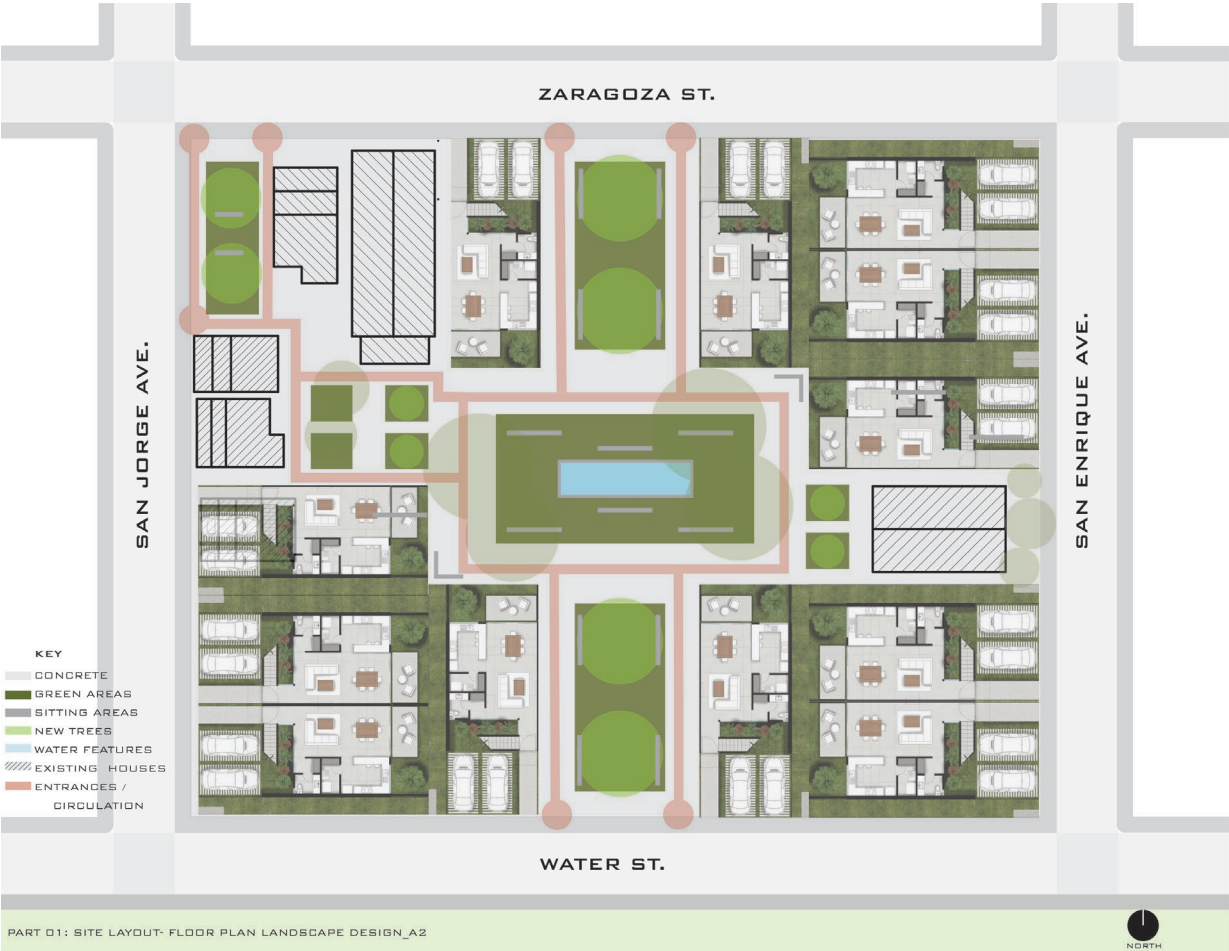 ZARAGOZA ST.
SAN JORGE AVE.
SAN ENRIQUE AVE.
KEY
CONCRETE
GREEN AREAS
SITTING AREAS
NEW TREES
WATER FEATURES
EXISTING HOUSES
ENTRANCES /
CIRCULATION
WATER ST.
PART 01: SITE LAYOUT- FLOOR PLAN LANDSCAPE DESIGN_A2
NORTH